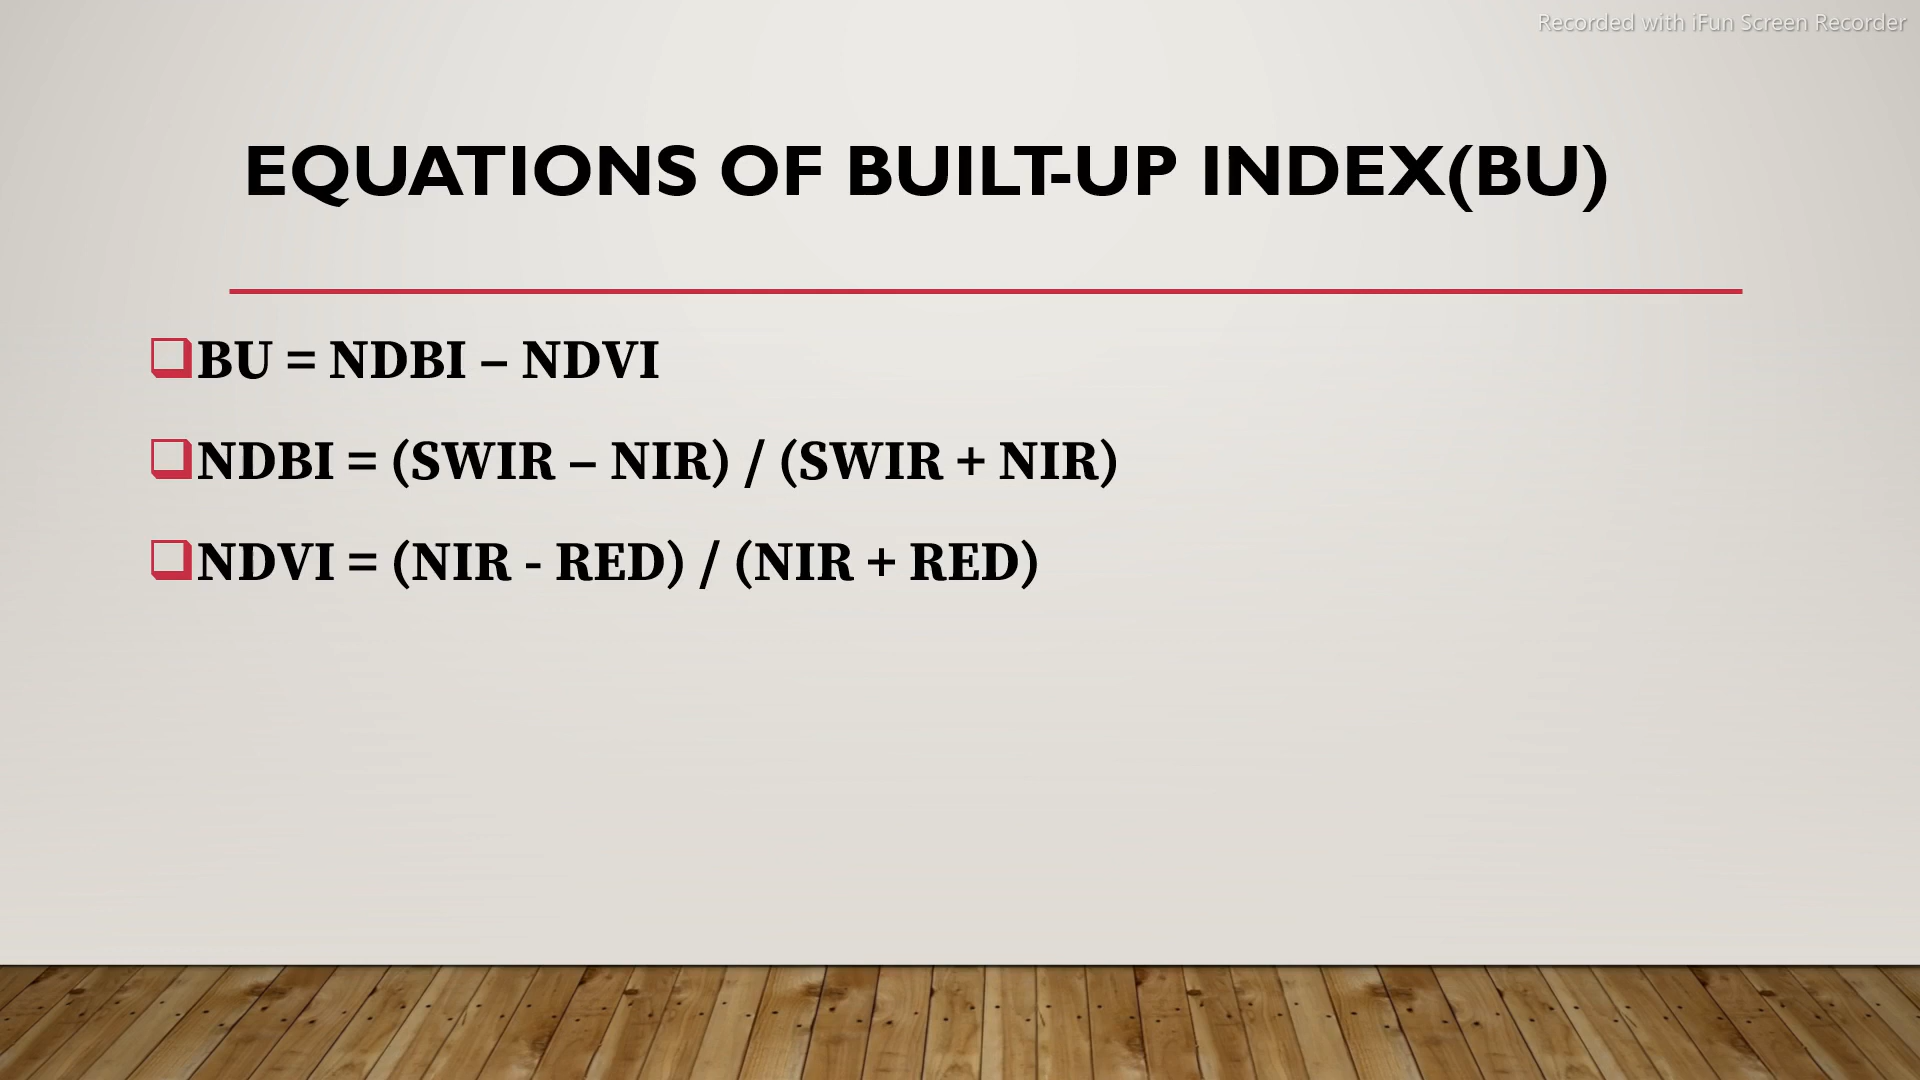 Recorded with iFun Screen Recorder
EQUATIONS OF BUILT-UP INDEX(BU)
BU = NDBI – NDVI
NDBI = (SWIR – NIR) / (SWIR + NIR)
NDVI = (NIR - RED) / (NIR + RED)